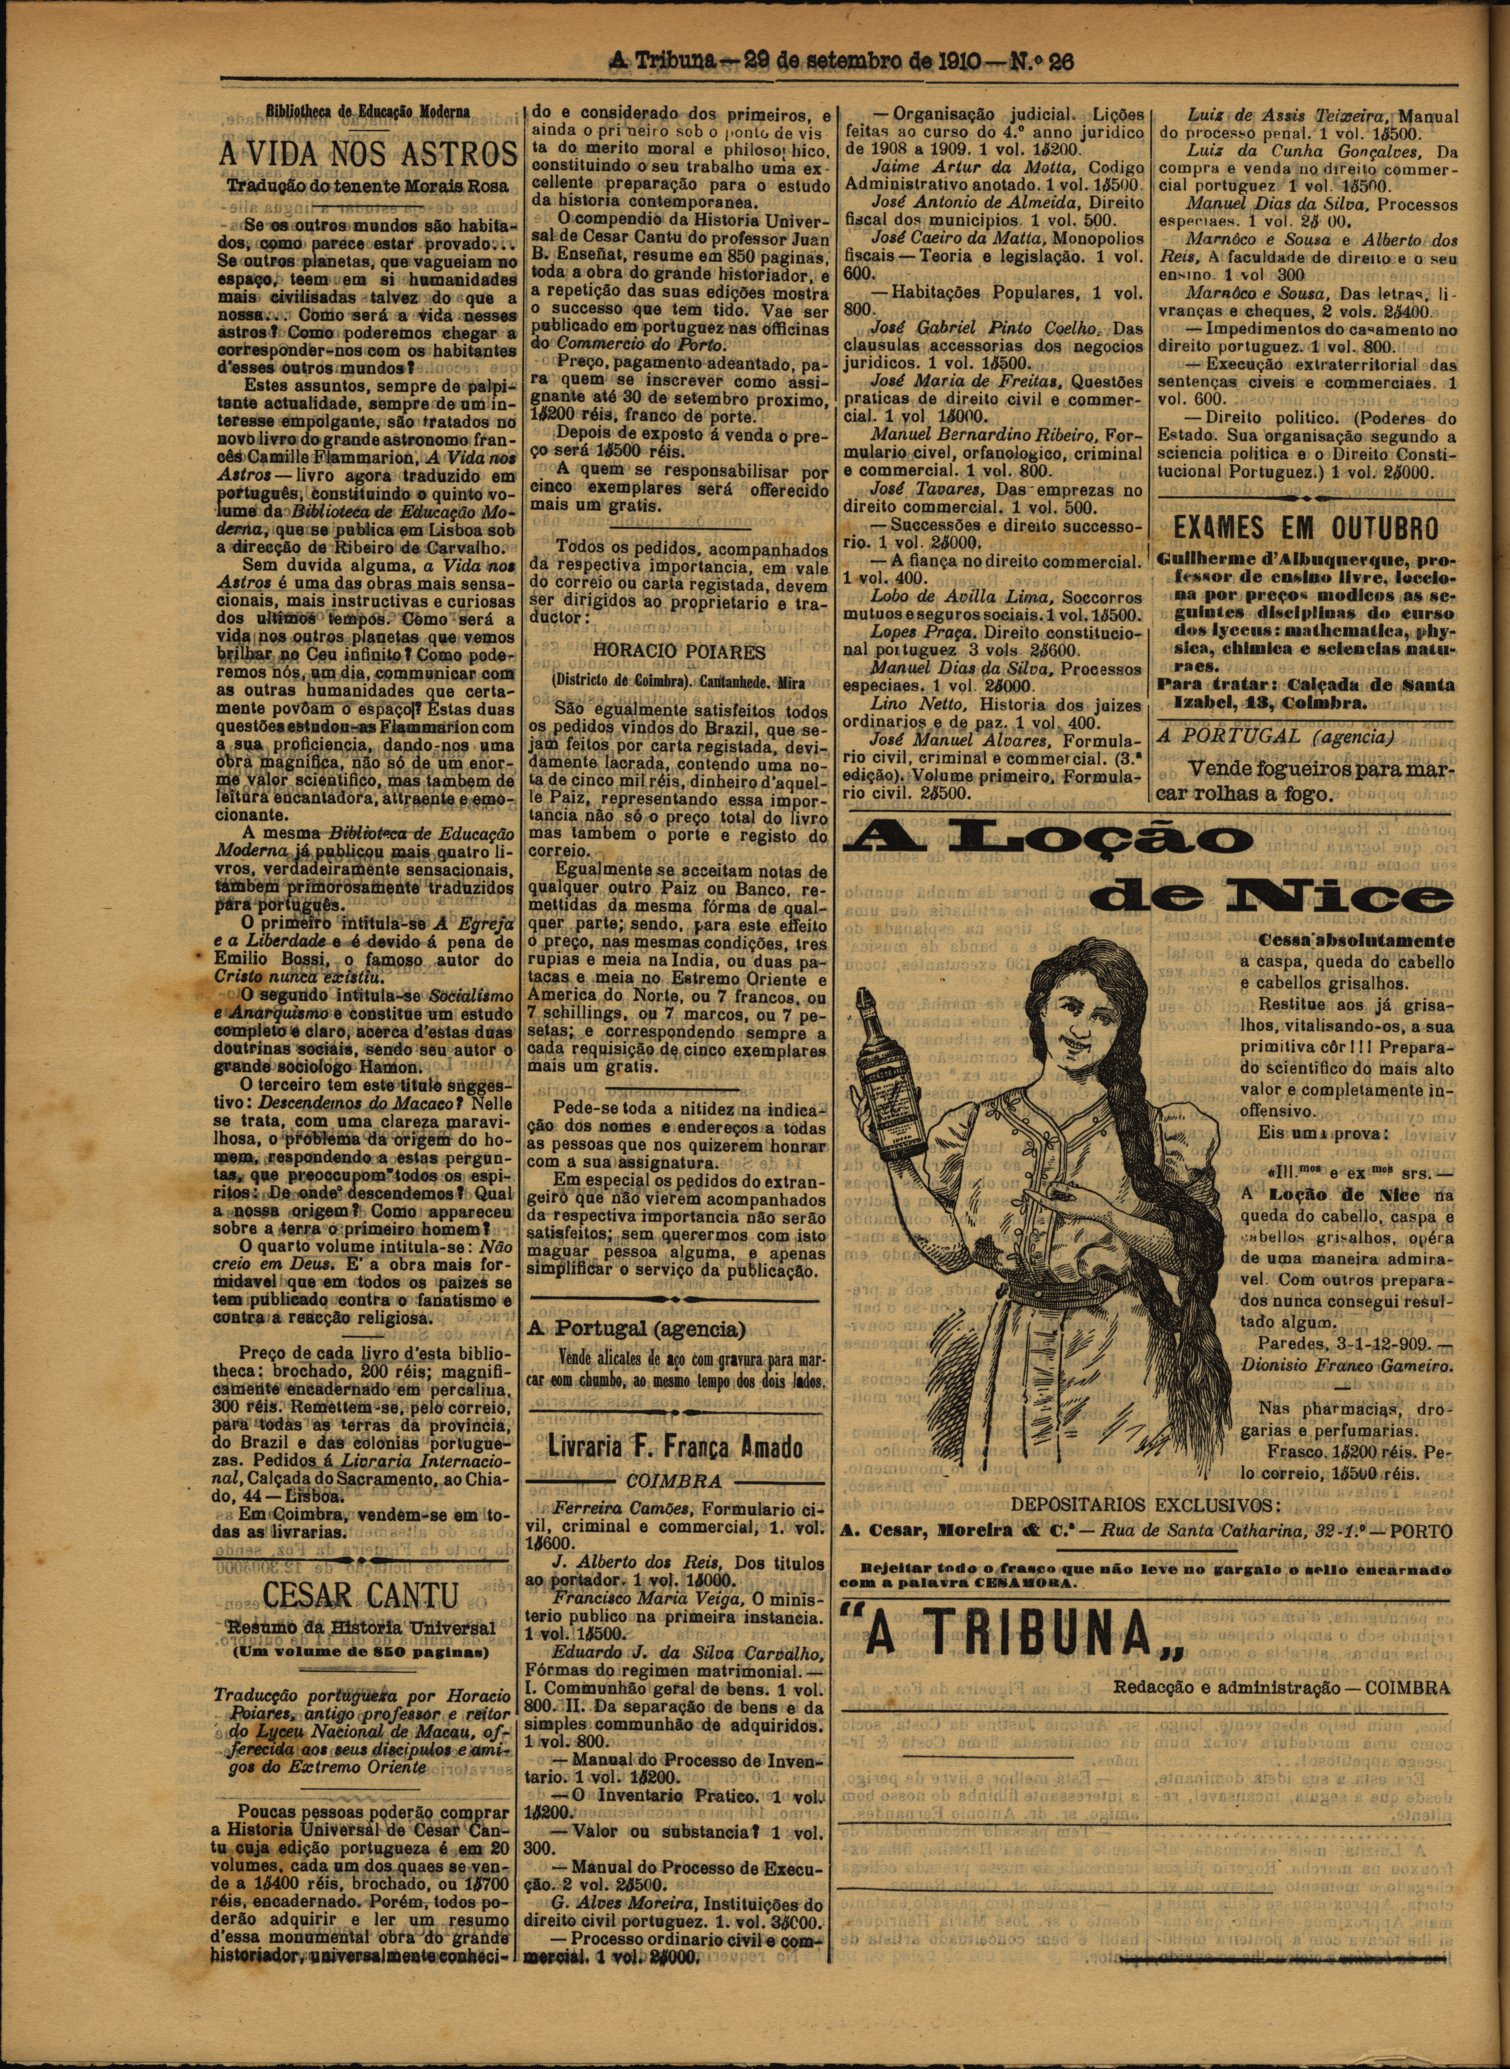 A Tribuna — 29 de setembro de 1910 — N.º 26
Bibliotheca de Educação Moderna
A VIDA NOS ASTROS
Tradução do tenente Morais Rosa
Se os outros mundos são habita-
dos, como parece estar provado...
Se outros planetas, que vagueiam no
espaço, teem em si humanidades
mais civilisadas talvez do que a
nossa... Como será a vida nesses
astros? Como poderemos chegar a
corresponder-nos com os habitantes
d'esses outros mundos?
Estes assuntos, sempre de palpi-
tante actualidade, sempre de um in-
teresse empolgante, são tratados no
novo livro do grande astronomo fran-
cês Camille Flammarion, A Vida nos
Astros — livro agora traduzido em
português, constituindo o quinto vo-
lume da Biblioteca de Educação Mo-
derna, que se publica em Lisboa sob
a direcção de Ribeiro de Carvalho.
Sem duvida alguma, a Vida nos
Astros é uma das obras mais sensa-
cionais, mais instructivas e curiosas
dos ultimos tempos. Como será a
vida nos outros planetas que vemos
brilhar no Ceu infinito? Como pode-
remos nós, um dia, communicar com
as outras humanidades que certa-
mente povôam o espaço? Estas duas
questões estudou-as Flammarion com
a sua proficiencia, dando-nos uma
obra magnifica, não só de um enor-
me valor scientifico, mas tambem de
leitura encantadora, attraente e emo-
cionante.
A mesma Biblioteca de Educação
Moderna já publicou mais quatro li-
vros, verdadeiramente sensacionais,
tambem primorosamente traduzidos
para português.
O primeiro intitula-se A Egreja
e a Liberdade e é devido á pena de
Emilio Bossi, o famoso autor do
Cristo nunca existiu.
O segundo intitula-se Socialismo
e Anarquismo e constitue um estudo
completo e claro, acerca d'estas duas
doutrinas sociais, sendo seu autor o
grande sociologo Hamon.
O terceiro tem este titulo sngges-
tivo: Descendemos do Macaco? Nelle
se trata, com uma clareza maravi-
lhosa, o problema da origem do ho-
mem, respondendo a estas pergun-
tas, que preoccupom todos os espi-
ritos: De onde descendemos? Qual
a nossa origem? Como appareceu
sobre a terra o primeiro homem?
O quarto volume intitula-se: Não
creio em Deus. E' a obra mais for-
midavel que em todos os paizes se
tem publicado contra o fanatismo e
contra a reacção religiosa.
Preço de cada livro d'esta biblio-
theca: brochado, 200 réis; magnifi-
camente encadernado em percalina,
300 réis. Remettem-se, pelo correio,
para todas as terras da provincia,
do Brazil e das colonias portugue-
zas. Pedidos á Livraria Internacio-
nal, Calçada do Sacramento, ao Chia-
do, 44 — Lisboa.
Em Coimbra, vendem-se em to-
das as livrarias.
CESAR CANTU
Resumo da Historia Universal
(Um volume de 850 paginas)
Traducção portugueza por Horacio
Poiares, antigo professor e reitor
do Lyceu Nacional de Macau, of-
ferecida aos seus discipulos e ami-
gos do Extremo Oriente
Poucas pessoas poderão comprar
a Historia Universal de Cesar Can-
tu cuja edição portugueza é em 20
volumes, cada um dos quaes se ven-
de a 1$400 réis, brochado, ou 1$700
réis, encadernado. Porém, todos po-
derão adquirir e ler um resumo
d'essa monumental obra do grande
historiador, universalmente conheci-
do e considerado dos primeiros, e
ainda o pri neiro sob o ponto de vis
ta do merito moral e philoso hico,
constituindo o seu trabalho uma ex-
cellente preparação para o estudo
da historia contemporanea.
O compendio da Historia Univer-
sal de Cesar Cantu do professor Juan
B. Enseñat, resume em 850 paginas,
toda a obra do grande historiador, e
a repetição das suas edições mostra
o successo que tem tido. Vae ser
publicado em portuguez nas officinas
do Commercio do Porto.
Preço, pagamento adeantado, pa-
ra quem se inscrever como assi-
gnante até 30 de setembro proximo,
1$200 réis, franco de porte.
Depois de exposto á venda o pre-
ço será 1$500 réis.
A quem se responsabilisar por
cinco exemplares será offerecido
mais um gratis.
Todos os pedidos, acompanhados
da respectiva importancia, em vale
do correio ou carta registada, devem
ser dirigidos ao proprietario e tra-
ductor:
HORACIO POIARES
(Districto de Coimbra). Cantanhede. Mira
São egualmente satisfeitos todos
os pedidos vindos do Brazil, que se-
jam feitos por carta registada, devi-
damente lacrada, contendo uma no-
ta de cinco mil réis, dinheiro d'aquel-
le Paiz, representando essa impor-
tancia não só o preço total do livro
mas tambem o porte e registo do
correio.
Egualmente se acceitam notas de
qualquer outro Paiz ou Banco, re-
mettidas da mesma fórma de qual-
quer parte; sendo, para este effeito
o preço, nas mesmas condições, tres
rupias e meia na India, ou duas pa-
tacas e meia no Estremo Oriente e
America do Norte, ou 7 francos, ou
7 schillings, ou 7 marcos, ou 7 pe-
setas; e correspondendo sempre a
cada requisição de cinco exemplares
mais um gratis.
Pede-se toda a nitidez na indica-
ção dos nomes e endereços a todas
as pessoas que nos quizerem honrar
com a sua assignatura.
Em especial os pedidos do extran-
geiro que não vierem acompanhados
da respectiva importancia não serão
satisfeitos; sem querermos com isto
maguar pessoa alguma, e apenas
simplificar o serviço da publicação.
A Portugal (agencia)
Vende alicates de aço com gravura para mar-
car com chumbo, ao mesmo tempo dos dois lados.
Livraria F. França Amado
COIMBRA
Ferreira Camões, Formulario ci-
vil, criminal e commercial, 1. vol.
1$600.
J. Alberto dos Reis, Dos titulos
ao portador. 1 vol. 1$000.
Francisco Maria Veiga, O minis-
terio publico na primeira instancia.
1 vol. 1$500.
Eduardo J. da Silva Carvalho,
Fórmas do regimen matrimonial. —
I. Communhão geral de bens. 1 vol.
800. II. Da separação de bens e da
simples communhão de adquiridos.
1 vol. 800.
— Manual do Processo de Inven-
tario. 1 vol. 1$200.
— O Inventario Pratico. 1 vol.
1$200.
— Valor ou substancia? 1 vol.
300.
— Manual do Processo de Execu-
ção. 2 vol. 2$500.
G. Alves Moreira, Instituições do
direito civil portuguez. 1. vol. 3$000.
— Processo ordinario civil e com-
mercial. 1 vol. 2$000.
— Organisação judicial. Lições
feitas ao curso do 4.º anno juridico
de 1908 a 1909. 1 vol. 1$200.
Jaime Artur da Motta, Codigo
Administrativo anotado. 1 vol. 1$500.
José Antonio de Almeida, Direito
fiscal dos municipios. 1 vol. 500.
José Caeiro da Matta, Monopolios
fiscais — Teoria e legislação. 1 vol.
600.
— Habitações Populares, 1 vol.
800.
José Gabriel Pinto Coelho, Das
clausulas accessorias dos negocios
juridicos. 1 vol. 1$500.
José Maria de Freitas, Questões
praticas de direito civil e commer-
cial. 1 vol 1$000.
Manuel Bernardino Ribeiro, For-
mulario civel, orfanologico, criminal
e commercial. 1 vol. 800.
José Tavares, Das emprezas no
direito commercial. 1 vol. 500.
— Successões e direito successo-
rio. 1 vol. 2$000.
— A fiança no direito commercial.
1 vol. 400.
Lobo de Avilla Lima, Soccorros
mutuos e seguros sociais. 1 vol. 1$500.
Lopes Praça. Direito constitucio-
nal portuguez 3 vols 2$600.
Manuel Dias da Silva, Processos
especiaes. 1 vol. 2$000.
Lino Netto, Historia dos juizes
ordinarios e de paz. 1 vol. 400.
José Manuel Alvares, Formula-
rio civil, criminal e commercial. (3.ª
edição). Volume primeiro, Formula-
rio civil. 2$500.
Luiz de Assis Teixeira, Manual
do processo penal. 1 vol. 1$500.
Luiz da Cunha Gonçalves, Da
compra e venda no direito commer-
cial portuguez 1 vol. 1$500.
Manuel Dias da Silva, Processos
especiaes. 1 vol. 2$ 00.
Marnôco e Sousa e Alberto dos
Reis, A faculdade de direito e o seu
ensino. 1 vol 300
Marnôco e Sousa, Das letras, li-
vranças e cheques, 2 vols. 2$400.
— Impedimentos do casamento no
direito portuguez. 1 vol. 800.
— Execução extraterritorial das
sentenças civeis e commerciaes. 1
vol. 600.
— Direito politico. (Poderes do
Estado. Sua organisação segundo a
sciencia politica e o Direito Consti-
tucional Portuguez.) 1 vol. 2$000.
EXAMES EM OUTUBRO
Guilherme d'Albuquerque, pro-
fessor de ensino livre, leccio-
na por preços modicos as se-
guintes disciplinas do curso
dos lyceus: mathematica, phy-
sica, chimica e sciencias natu-
raes.
Para tratar: Calçada de Santa
Izabel, 13, Coimbra.
A PORTUGAL (agencia)
Vende fogueiros para mar-
car rolhas a fogo.
A Loção
de Nice
Cessa absolutamente
a caspa, queda do cabello
e cabellos grisalhos.
Restitue aos já grisa-
lhos, vitalisando-os, a sua
primitiva côr!!! Prepara-
do scientifico do mais alto
valor e completamente in-
offensivo.
Eis uma prova:
«Ill.mos e ex mos srs. —
A Loção de Nice na
queda do cabello, caspa e
cabellos grisalhos, opéra
de uma maneira admira-
vel. Com outros prepara-
dos nunca consegui resul-
tado algum.
Paredes, 3-1-12-909. —
Dionisio Franco Gameiro.
Nas pharmacias, dro-
garias e perfumarias.
Frasco. 1$200 réis. Pe-
lo correio, 1$500 réis.
DEPOSITARIOS EXCLUSIVOS:
A. Cesar, Moreira & C.ª — Rua de Santa Catharina, 32-1.º — PORTO
Rejeitar todo o frasco que não leve no gargalo o sello encarnado
com a palavra CESAMORA.
“A TRIBUNA„
Redacção e administração — COIMBRA